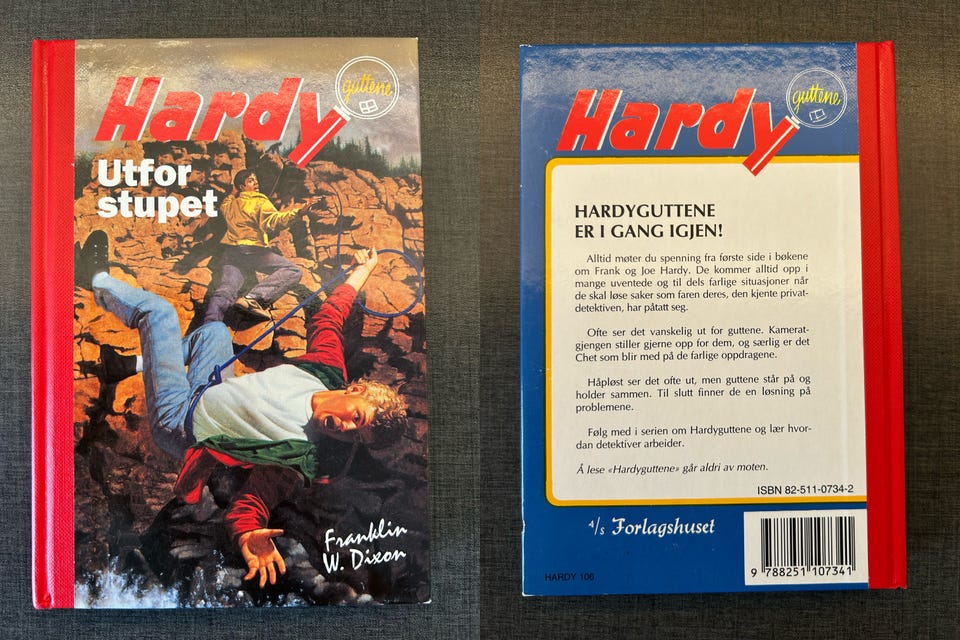 Hardy
guttene
Utfor
stupet
Franklin
W. Dixon
Hardy
guttene
HARDYGUTTENE
ER I GANG IGJEN!
Alltid møter du spenning fra første side i bøkene
om Frank og Joe Hardy. De kommer alltid opp i
mange uventede og til dels farlige situasjoner når
de skal løse saker som faren deres, den kjente privat-
detektiven, har påtatt seg.
Ofte ser det vanskelig ut for guttene. Kamerat-
gjengen stiller gjerne opp for dem, og særlig er det
Chet som blir med på de farlige oppdragene.
Håpløst ser det ofte ut, men guttene står på og
holder sammen. Til slutt finner de en løsning på
problemene.
Følg med i serien om Hardyguttene og lær hvor-
dan detektiver arbeider.
Å lese «Hardyguttene» går aldri av moten.
ISBN 82-511-0734-2
A/S Forlagshuset
HARDY 106
9 788251 107341